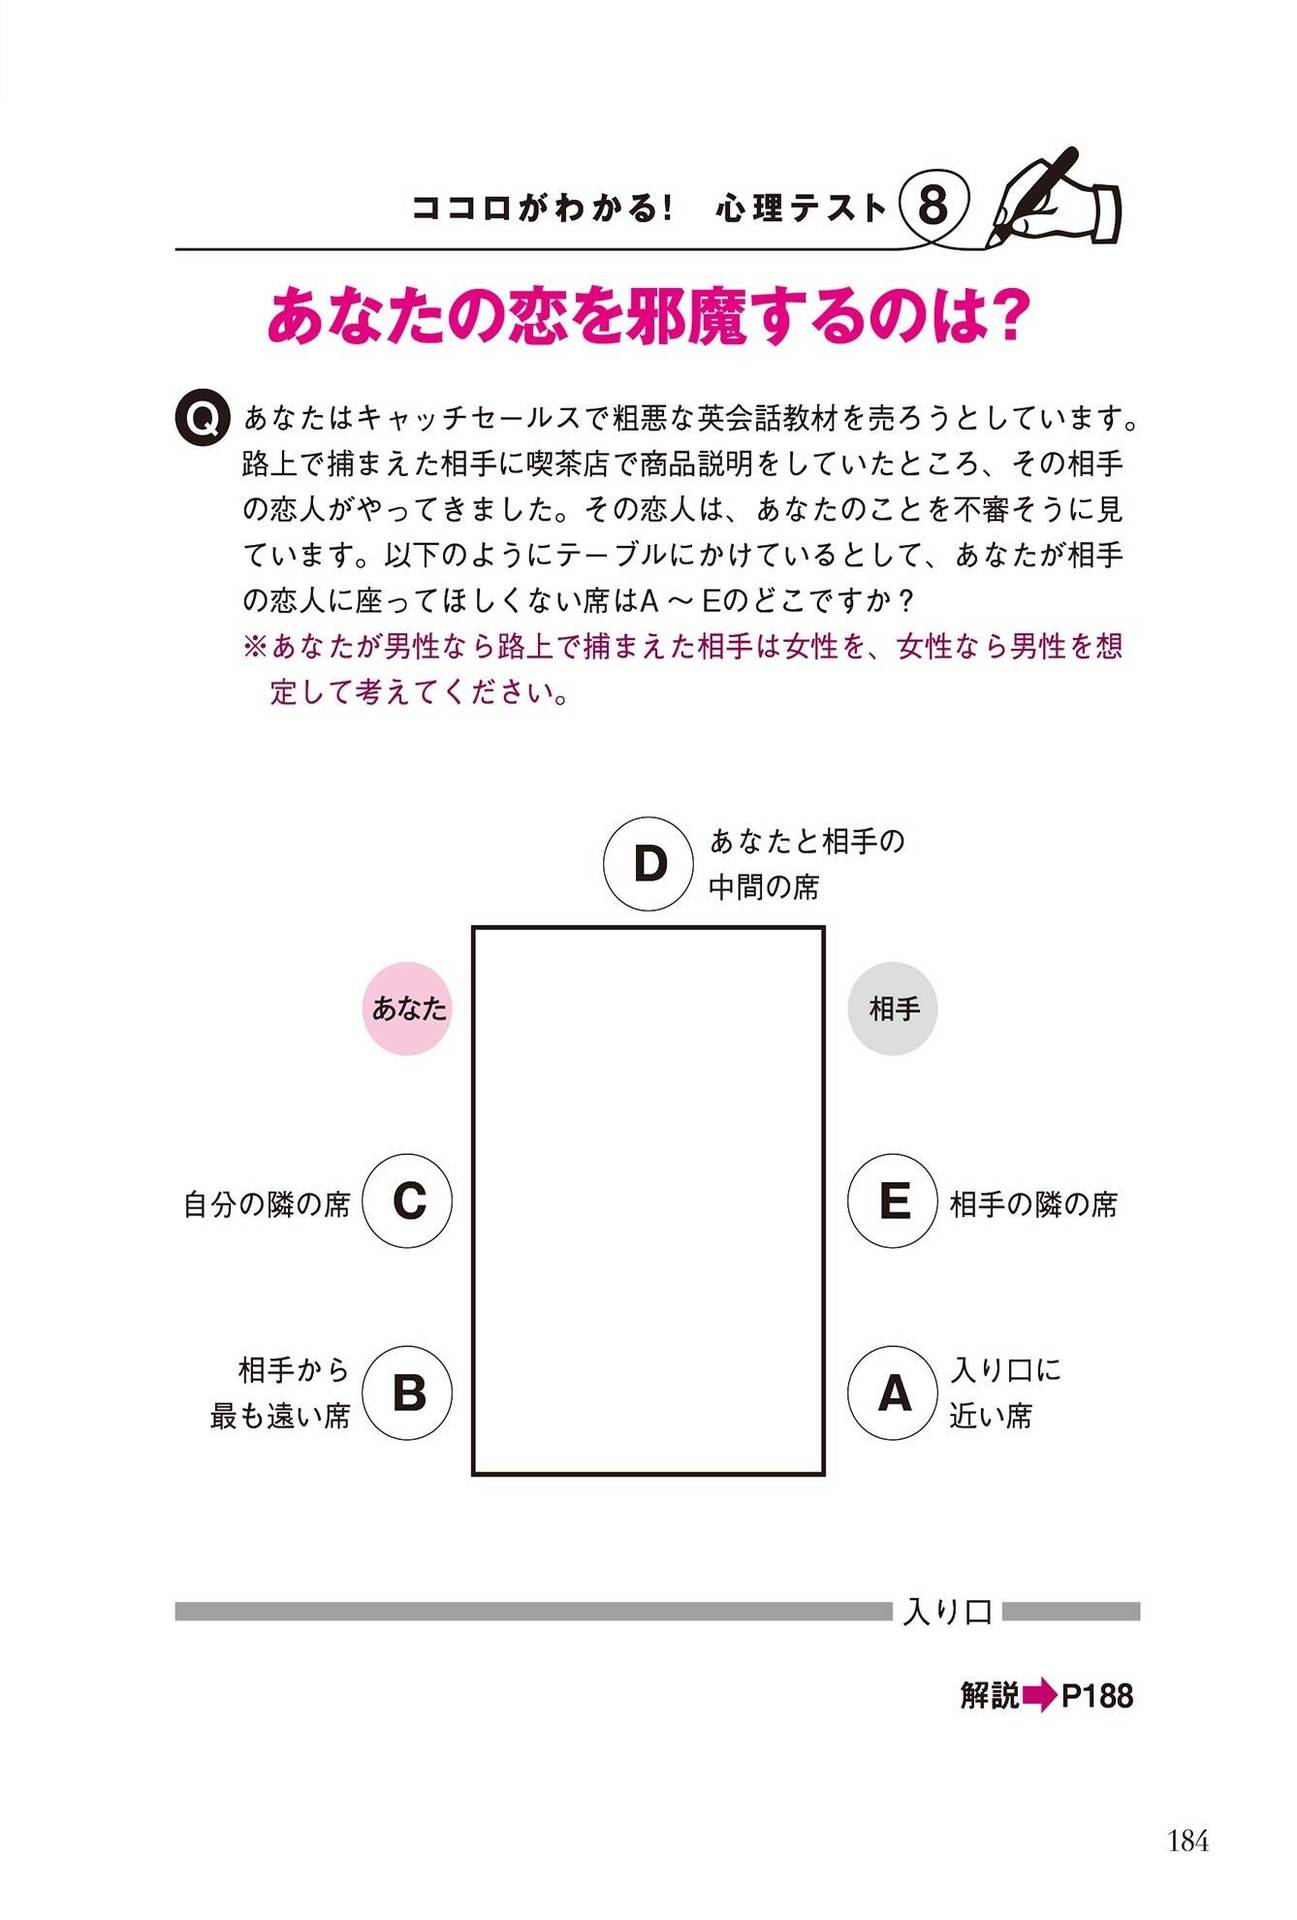 ココロがわかる！　心理テスト 8
あなたの恋を邪魔するのは？
Q あなたはキャッチセールスで粗悪な英会話教材を売ろうとしています。
路上で捕まえた相手に喫茶店で商品説明をしていたところ、その相手
の恋人がやってきました。その恋人は、あなたのことを不審そうに見
ています。以下のようにテーブルにかけているとして、あなたが相手
の恋人に座ってほしくない席はA～Eのどこですか？
※あなたが男性なら路上で捕まえた相手は女性を、女性なら男性を想
定して考えてください。
D
あなたと相手の
中間の席
あなた
相手
自分の隣の席
C
E
相手の隣の席
相手から
最も遠い席
B
A
入り口に
近い席
入り口
解説➡P188
184